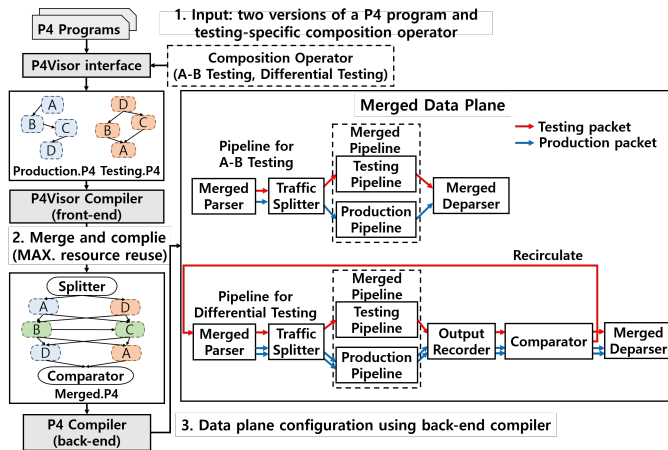 P4 Programs
1. Input: two versions of a P4 program and
testing-specific composition operator
P4Visor interface
Composition Operator
(A-B Testing, Differential Testing)
A
B
C
D
Production.P4
D
C
B
A
Testing.P4
P4Visor Compiler
(front-end)
2. Merge and complie
(MAX. resource reuse)
Splitter
A
D
B
C
D
A
Comparator
Merged.P4
P4 Compiler
(back-end)
3. Data plane configuration using back-end compiler
Merged Data Plane
Testing packet
Production packet
Pipeline for
A-B Testing
Merged
Pipeline
Testing
Pipeline
Production
Pipeline
Merged
Parser
Traffic
Splitter
Merged
Deparser
Recirculate
Pipeline for
Differential Testing
Merged
Pipeline
Testing
Pipeline
Production
Pipeline
Merged
Parser
Traffic
Splitter
Output
Recorder
Comparator
Merged
Deparser